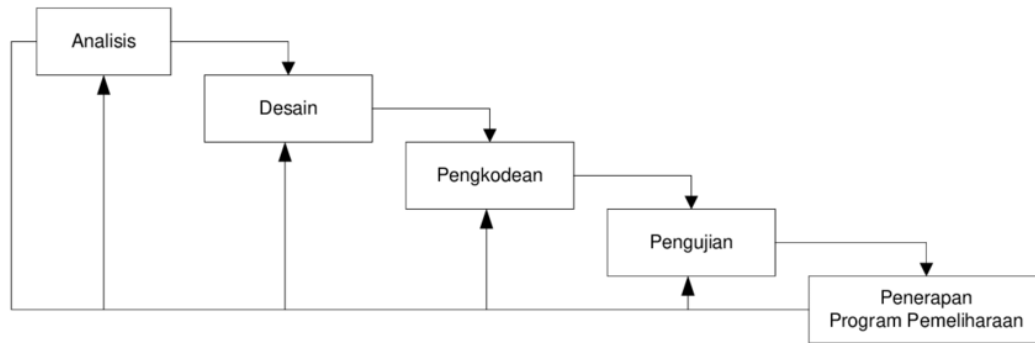 Analisis
Desain
Pengkodean
Pengujian
Penerapan
Program Pemeliharaan